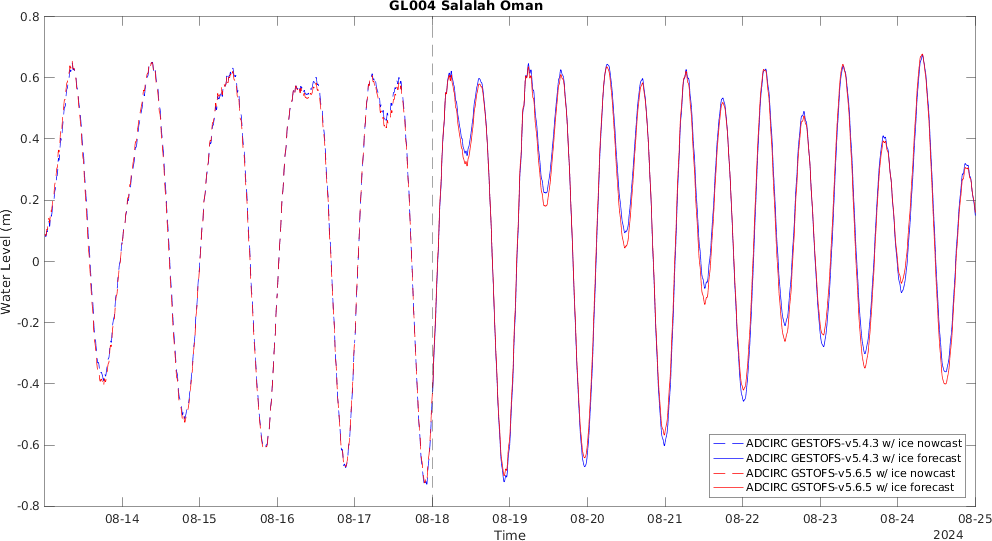 GL004 Salalah Oman
Water Level (m)
0.8
0.6
0.4
0.2
0
-0.2
-0.4
-0.6
-0.8
ADCIRC GESTOFS-v5.4.3 w/ ice nowcast
ADCIRC GESTOFS-v5.4.3 w/ ice forecast
ADCIRC GSTOFS-v5.6.5 w/ ice nowcast
ADCIRC GSTOFS-v5.6.5 w/ ice forecast
08-14 08-15 08-16 08-17 08-18 08-19 08-20 08-21 08-22 08-23 08-24 08-25
Time
2024